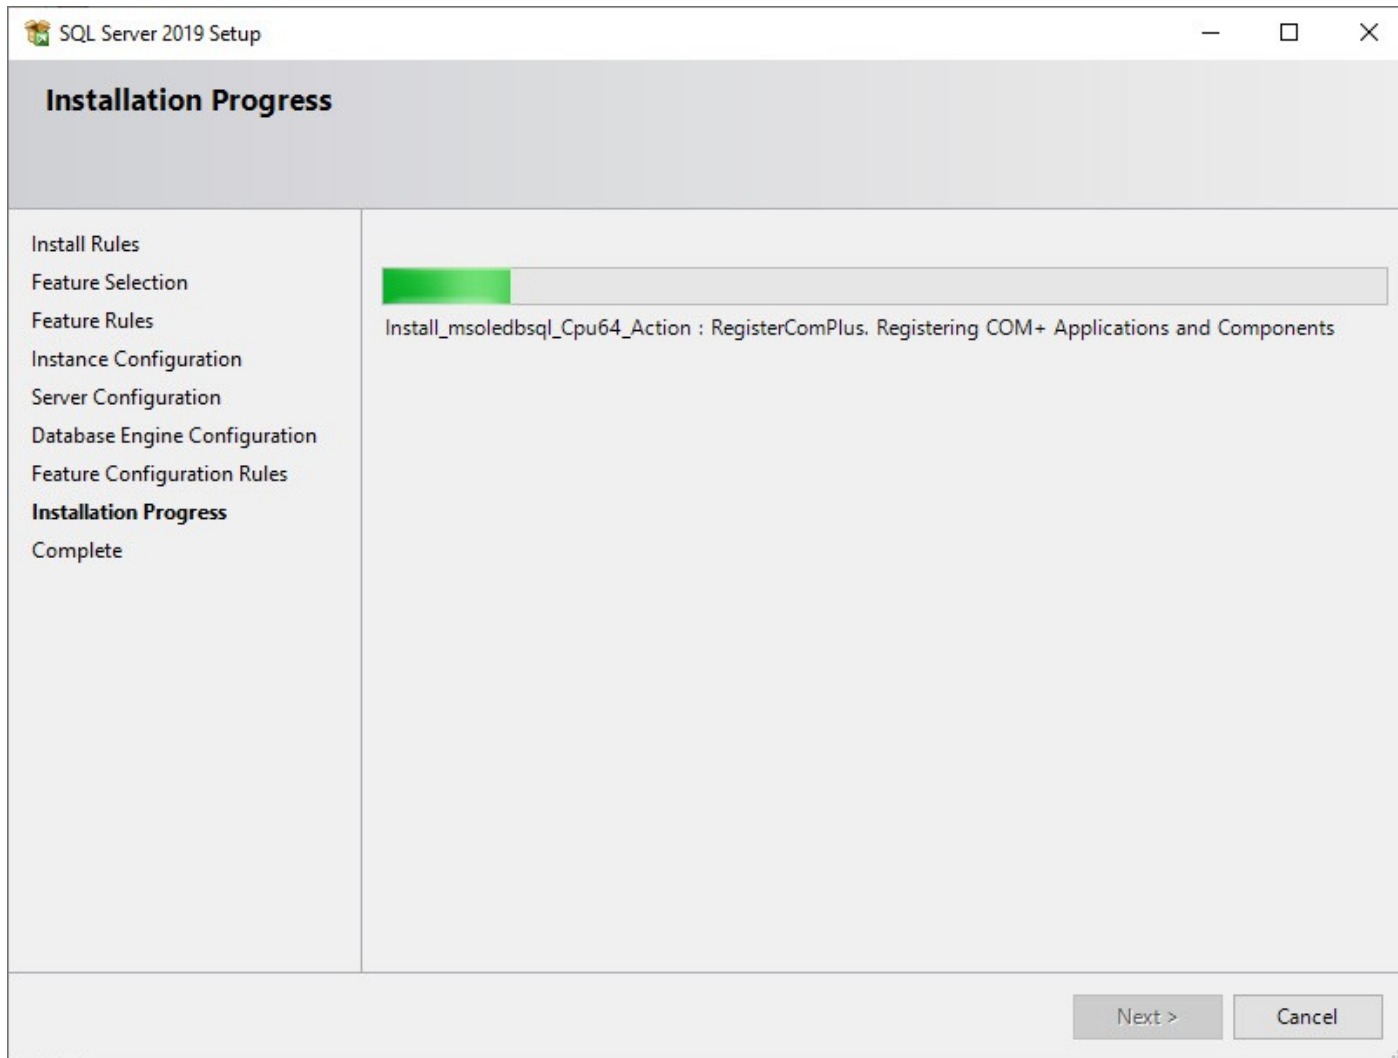 SQL Server 2019 Setup
Installation Progress
Install Rules
Feature Selection
Feature Rules
Instance Configuration
Server Configuration
Database Engine Configuration
Feature Configuration Rules
Installation Progress
Complete
Install_msoledbsql_Cpu64_Action : RegisterComPlus. Registering COM+ Applications and Components
Next >
Cancel